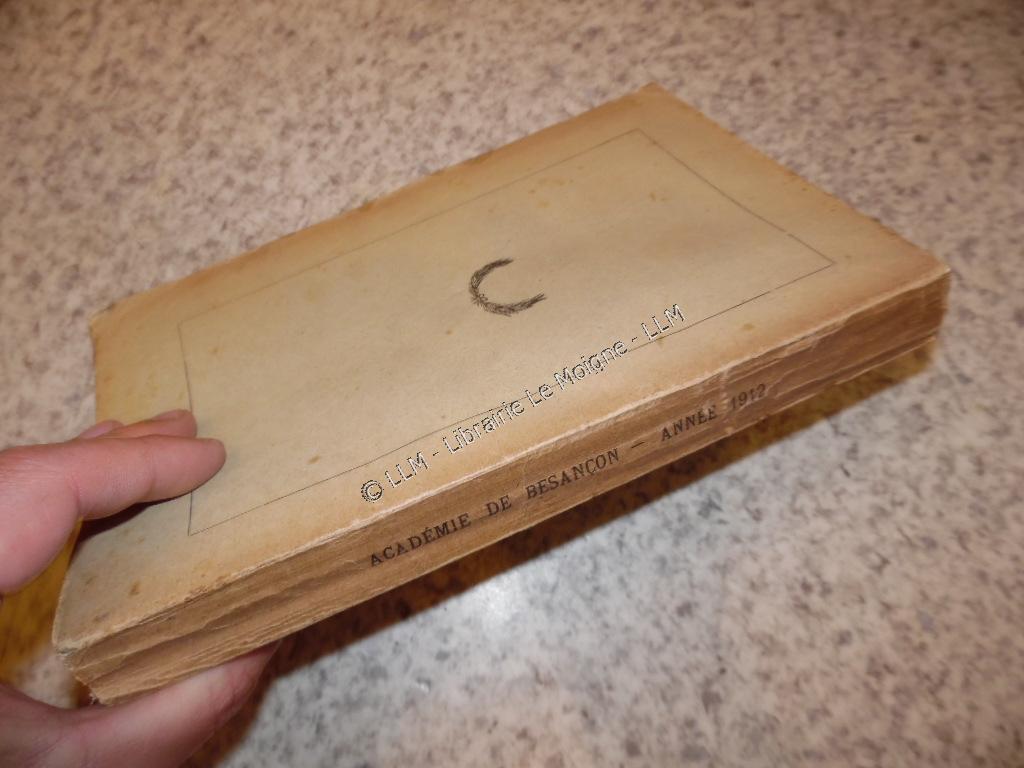 © LLM - Librairie Le Moigne - LLM
ACADÉMIE DE BESANÇON — ANNÉE 1912